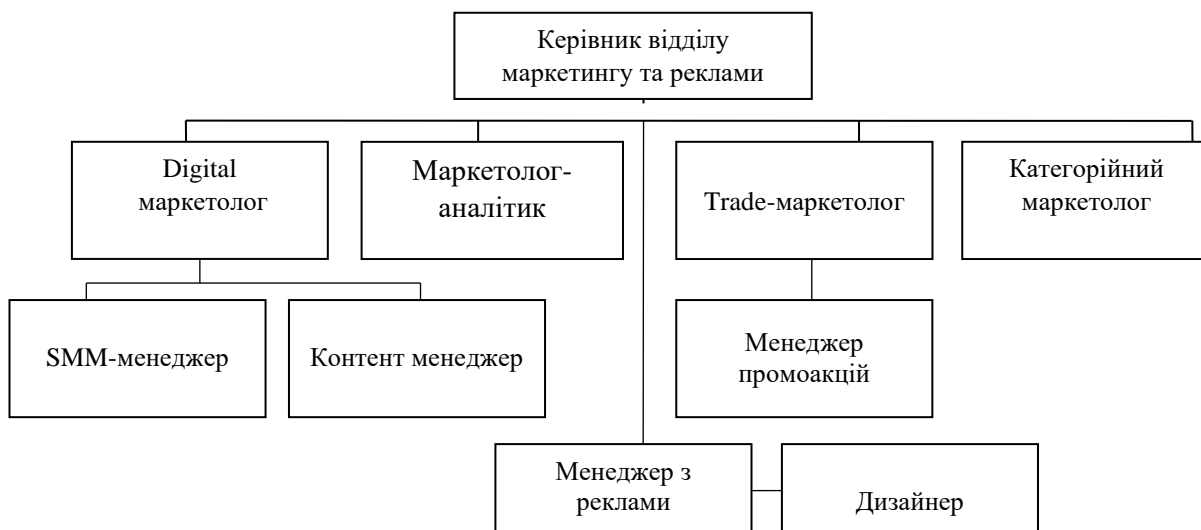 Керівник відділу
маркетингу та реклами
Digital
маркетолог
Маркетолог-
аналітик
Trade-маркетолог
Категорійний
маркетолог
SMM-менеджер
Контент менеджер
Менеджер
промоакцій
Менеджер з
реклами
Дизайнер